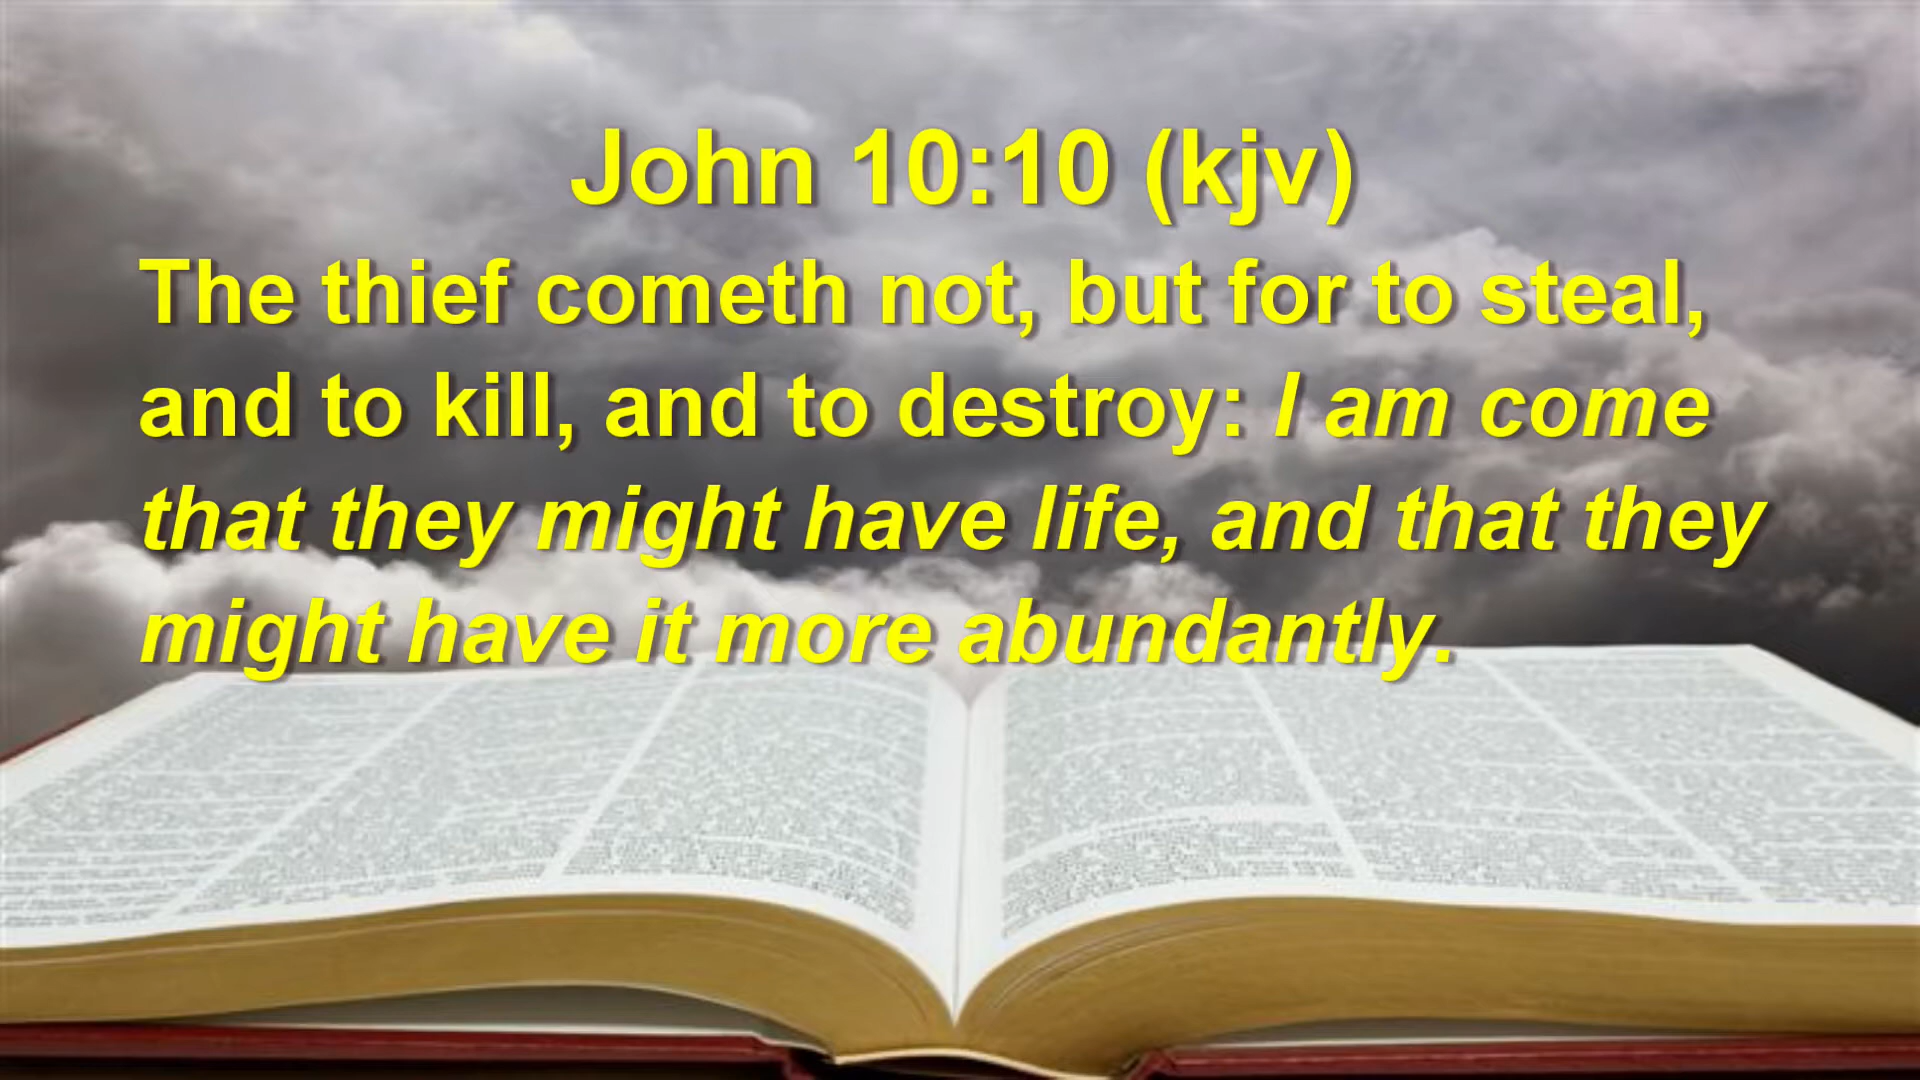 John 10:10 (kjv)
The thief cometh not, but for to steal,
and to kill, and to destroy: I am come
that they might have life, and that they
might have it more abundantly.